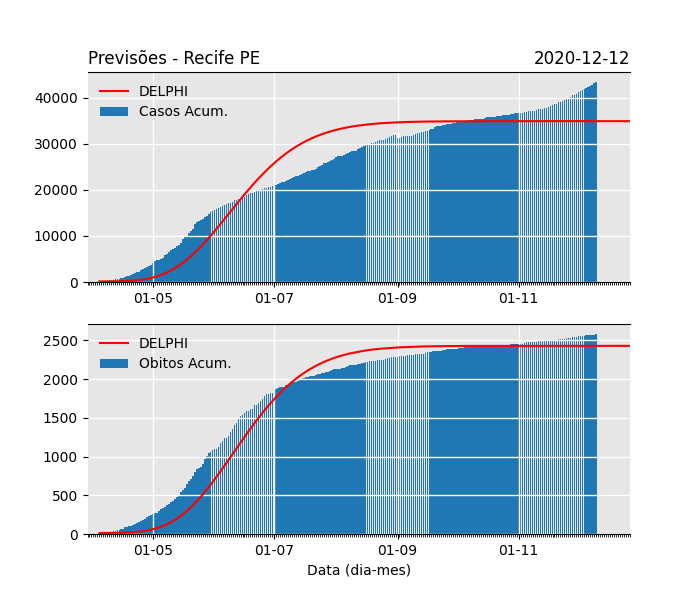 Previsões - Recife PE 2020-12-12
DELPHI
Casos Acum.
40000
30000
20000
10000
0
01-05 01-07 01-09 01-11
DELPHI
Obitos Acum.
2500
2000
1500
1000
500
0
01-05 01-07 01-09 01-11
Data (dia-mes)